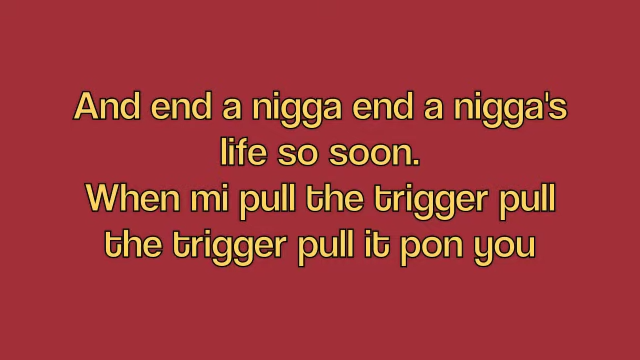 And end a nigga end a nigga's
life so soon.
When mi pull the trigger pull
the trigger pull it pon you